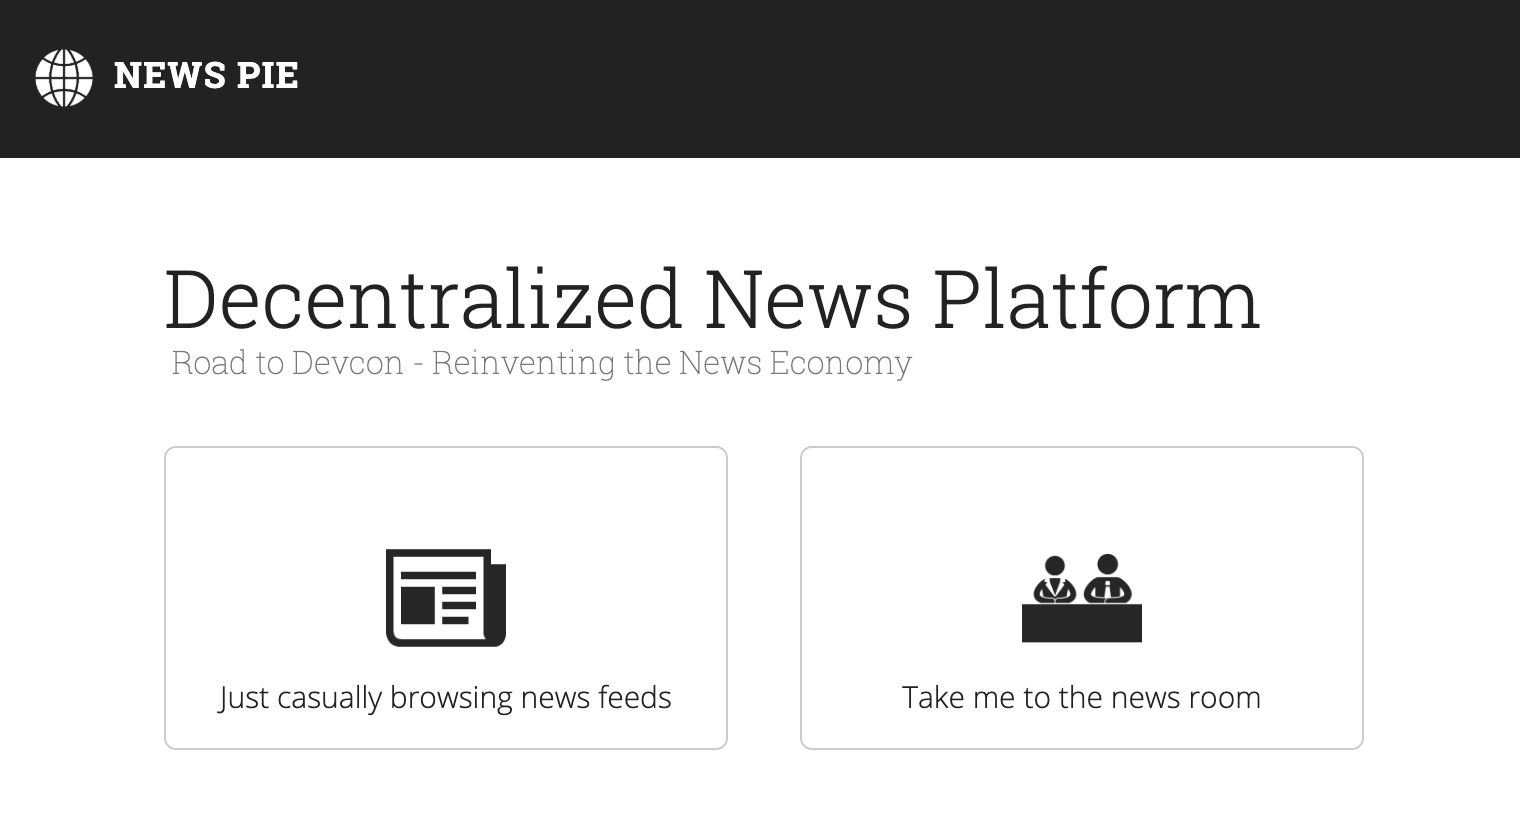 NEWS PIE
Decentralized News Platform
Road to Devcon - Reinventing the News Economy
Just casually browsing news feeds
Take me to the news room